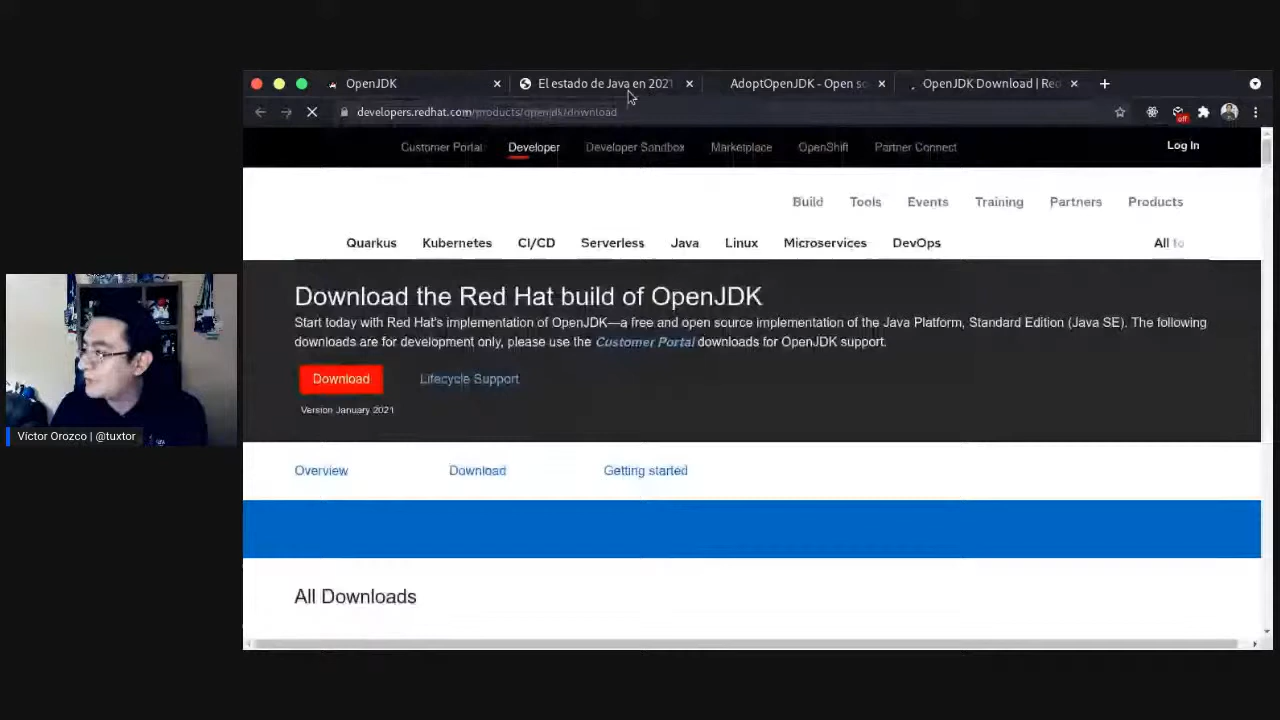 OpenJDK
El estado de Java en 2021
AdoptOpenJDK - Open so
OpenJDK Download | Red
developers.redhat.com/products/openjdk/download
off
Customer Portal
Developer
Developer Sandbox
Marketplace
OpenShift
Partner Connect
Log In
Build
Tools
Events
Training
Partners
Products
Quarkus
Kubernetes
CI/CD
Serverless
Java
Linux
Microservices
DevOps
All to
Download the Red Hat build of OpenJDK
Start today with Red Hat's implementation of OpenJDK—a free and open source implementation of the Java Platform, Standard Edition (Java SE). The following
downloads are for development only, please use the Customer Portal downloads for OpenJDK support.
Download
Lifecycle Support
Version January 2021
Víctor Orozco | @tuxtor
Overview
Download
Getting started
All Downloads